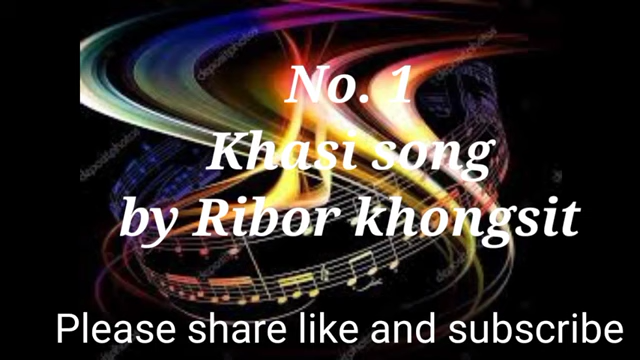 No. 1
Khasi song
by Ribor khongsit
Please share like and subscribe